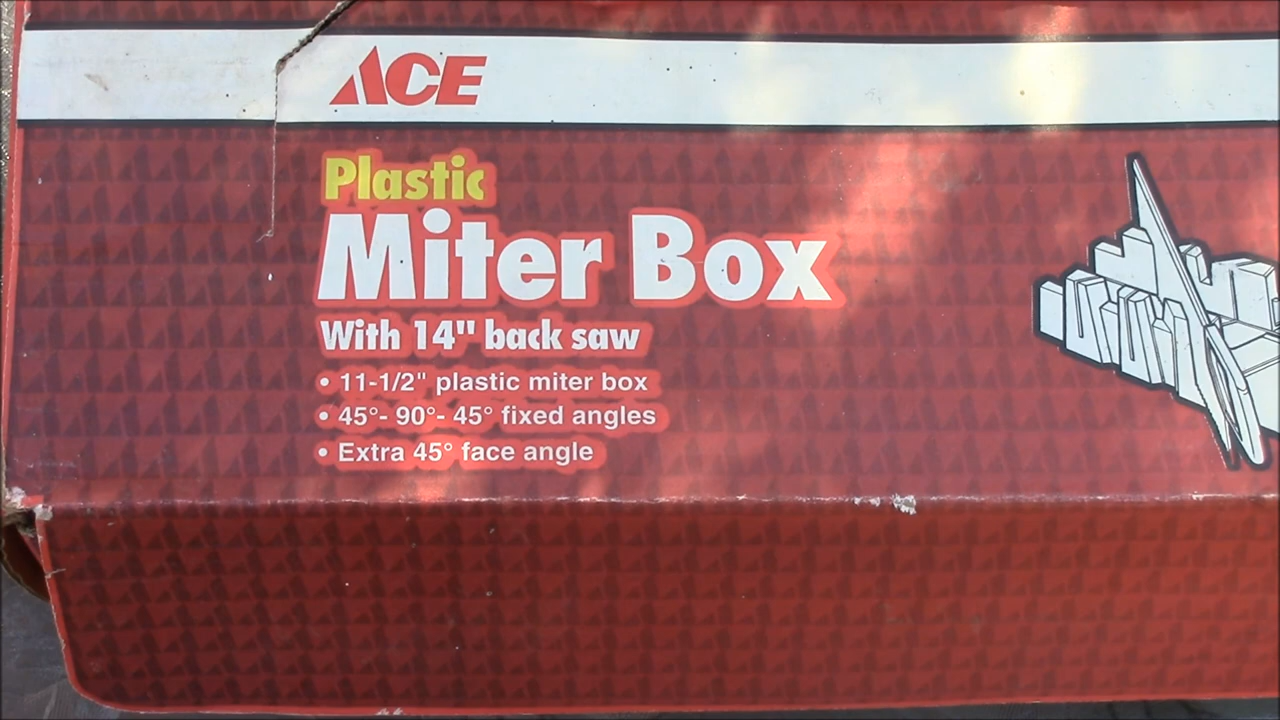 ACE
Plastic
Miter Box
With 14" back saw
• 11-1/2" plastic miter box
• 45°- 90°- 45° fixed angles
• Extra 45° face angle